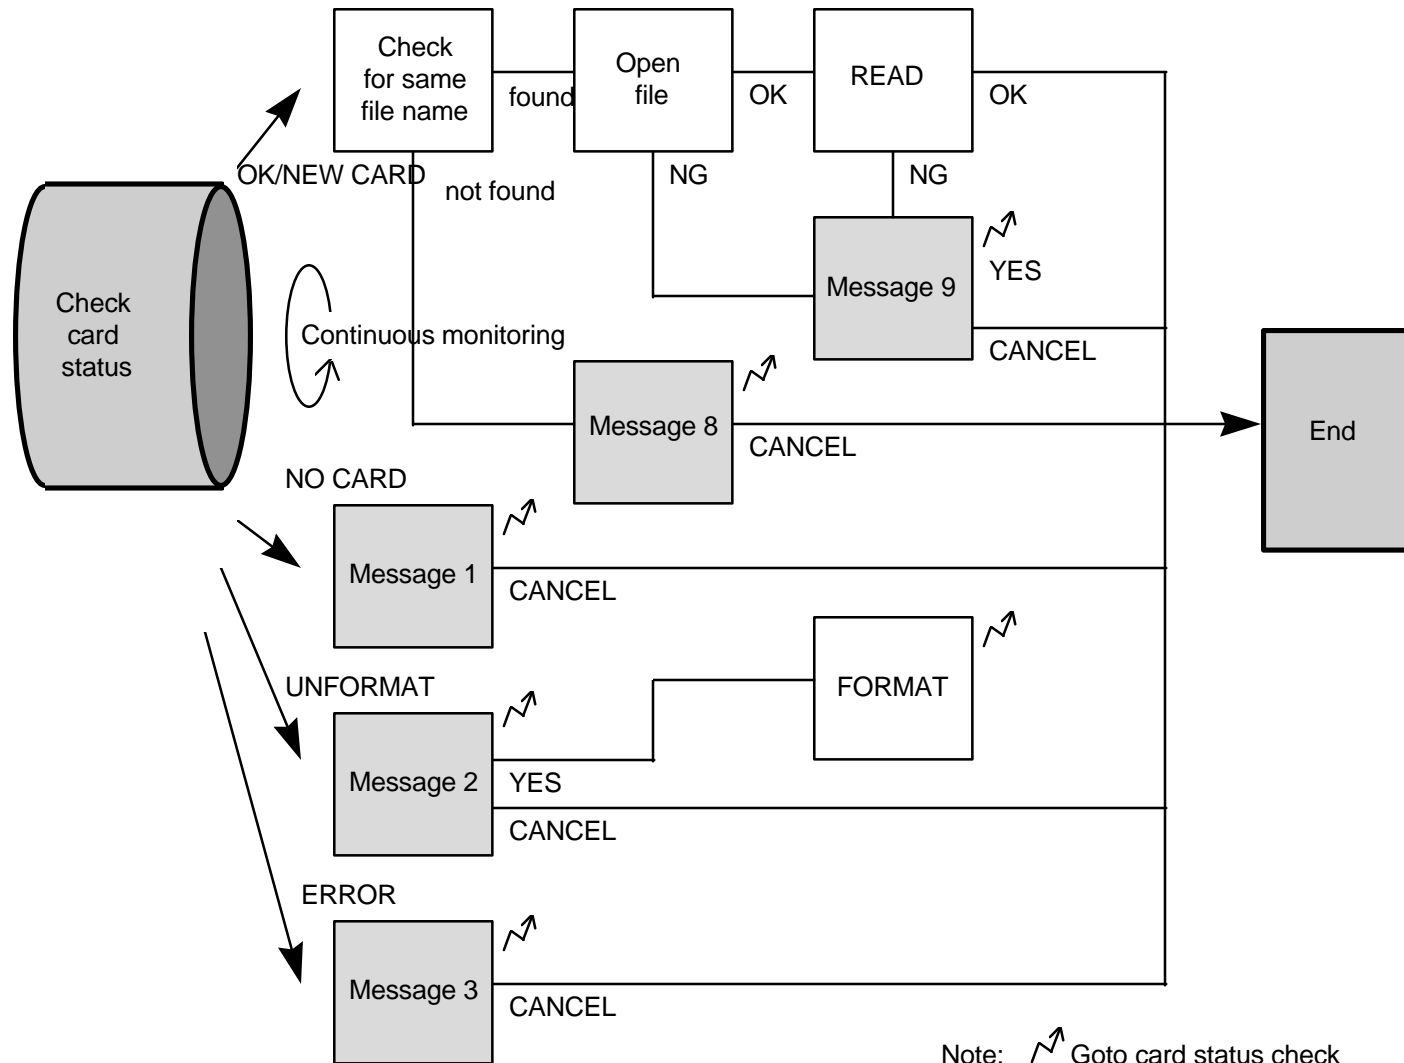 Check
for same
file name
found
Open
file
OK
READ
OK
OK/NEW CARD
not found
NG
NG
Message 9
YES
CANCEL
Check
card
status
Continuous monitoring
Message 8
CANCEL
End
NO CARD
Message 1
CANCEL
UNFORMAT
FORMAT
Message 2
YES
CANCEL
ERROR
Message 3
CANCEL
Note: Goto card status check